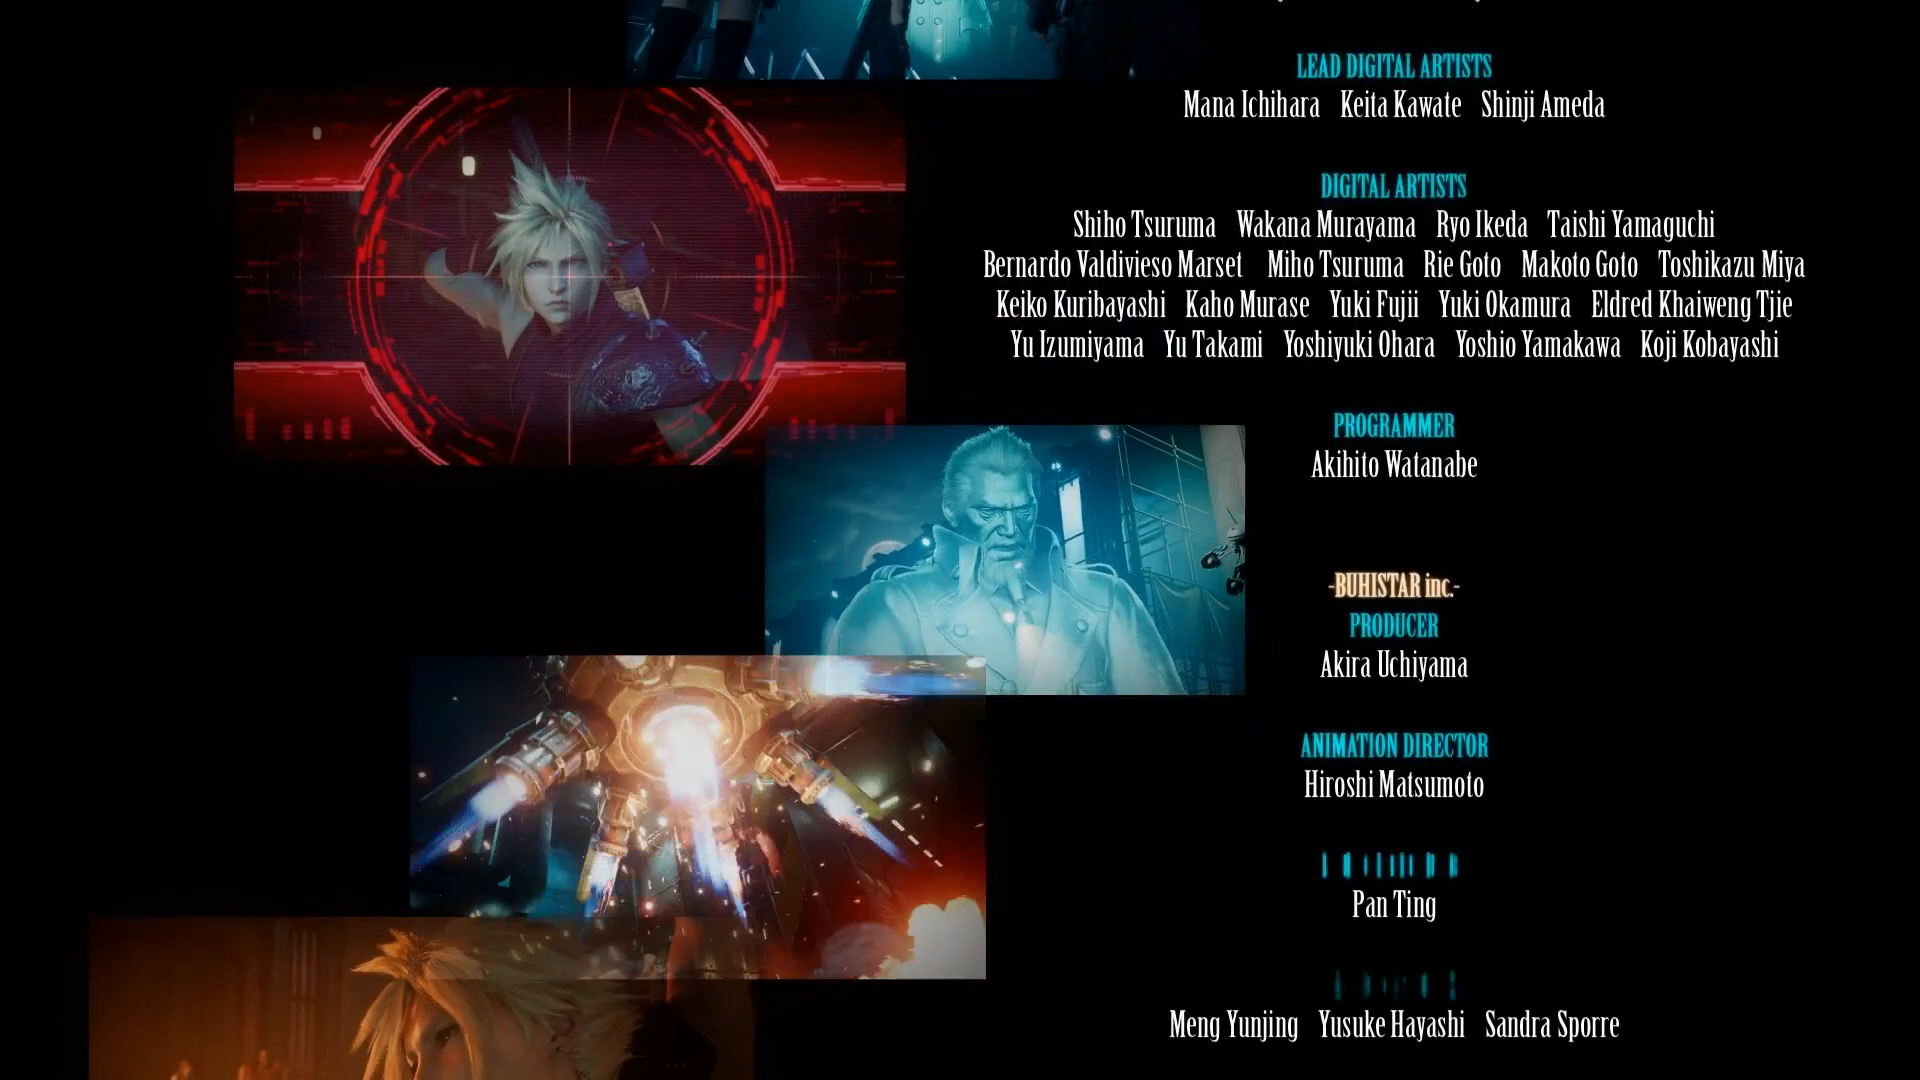 LEAD DIGITAL ARTISTS
Mana Ichihara Keita Kawate Shinji Ameda
DIGITAL ARTISTS
Shiho Tsuruma Wakana Murayama Ryo Ikeda Taishi Yamaguchi
Bernardo Valdivieso Marset Miho Tsuruma Rie Goto Makoto Goto Toshikazu Miya
Keiko Kuribayashi Kaho Murase Yuki Fujii Yuki Okamura Eldred Khaiweng Tjie
Yu Izumiyama Yu Takami Yoshiyuki Ohara Yoshio Yamakawa Koji Kobayashi
PROGRAMMER
Akihito Watanabe
-BUHISTAR inc.-
PRODUCER
Akira Uchiyama
ANIMATION DIRECTOR
Hiroshi Matsumoto
Pan Ting
Meng Yunjing Yusuke Hayashi Sandra Sporre